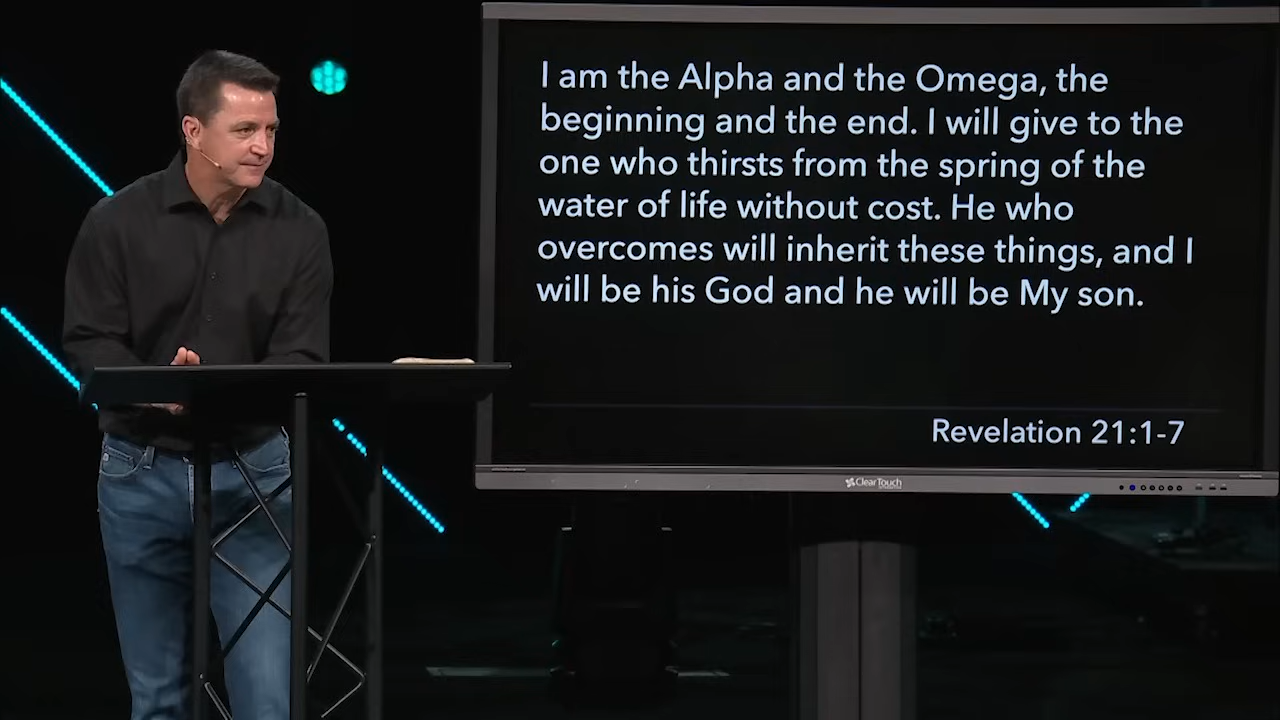 I am the Alpha and the Omega, the
beginning and the end. I will give to the
one who thirsts from the spring of the
water of life without cost. He who
overcomes will inherit these things, and I
will be his God and he will be My son.
Revelation 21:1-7
ClearTouch